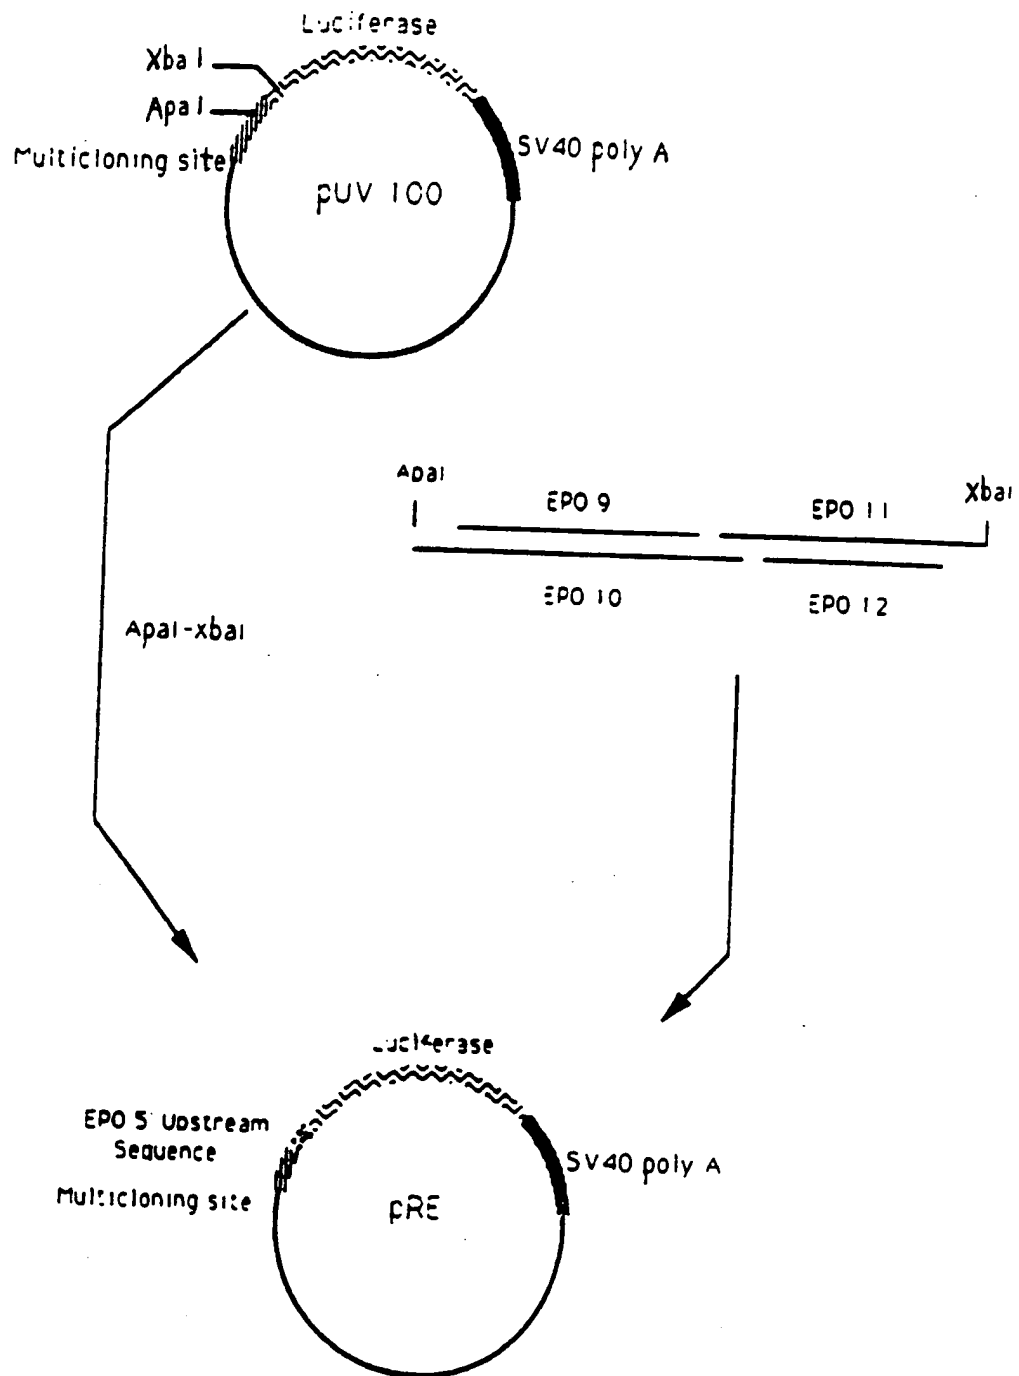 Luciferase
Xba I
Apa I
Multicloning site
SV40 poly A
pUV 100
ApaI
XbaI
EPO 9
EPO 11
EPO 10
EPO 12
ApaI-XbaI
Luciferase
EPO 5' Upstream
Sequence
Multicloning site
SV40 poly A
pRE